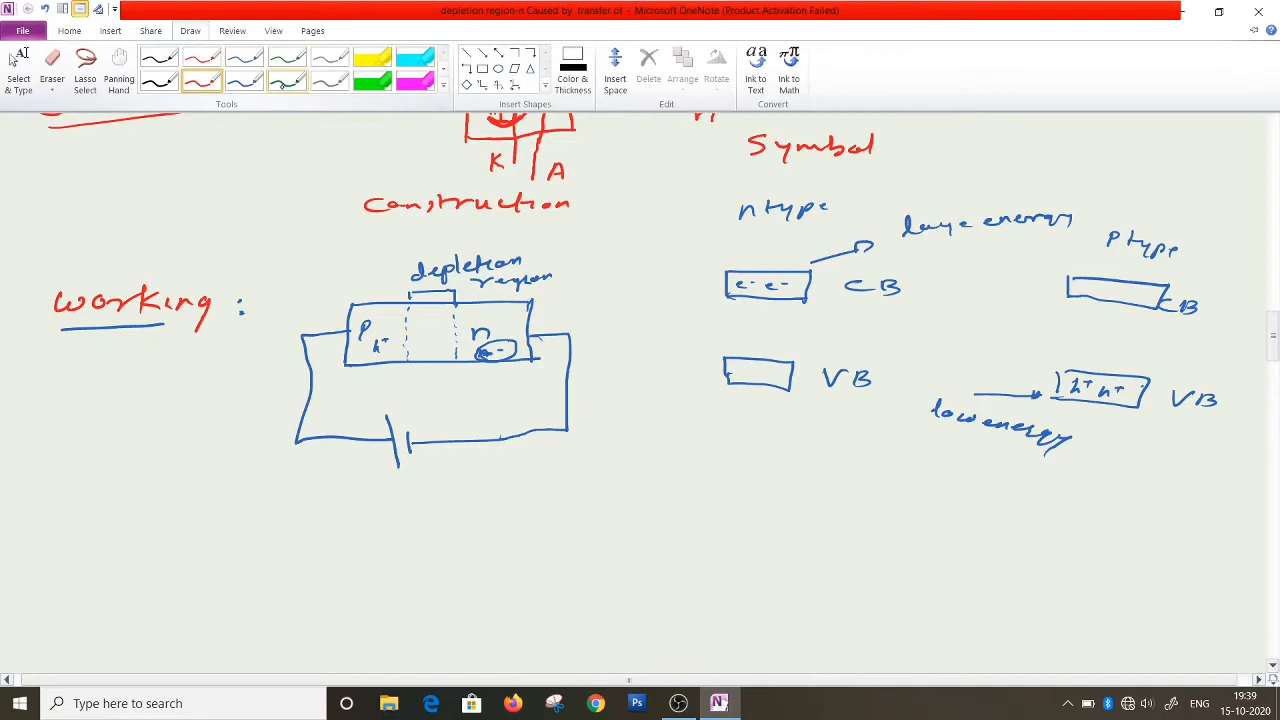 depletion region-n Caused by transfer of - Microsoft OneNote (Product Activation Failed)
File Home Insert Share Draw Review View Pages
Select & Type
Eraser
Lasso Select
Panning Hand
Color & Thickness
Insert Space
Delete
Arrange
Rotate
Ink to Text
Ink to Math
Tools
Insert Shapes
Edit
Convert
K
A
Symbol
Construction
n type
large energy
P type
depletion
region
working :
P
n
h+
e- e-
CB
CB
VB
h+ h+
VB
low energy
Type here to search
ENG
19:39
15-10-2020